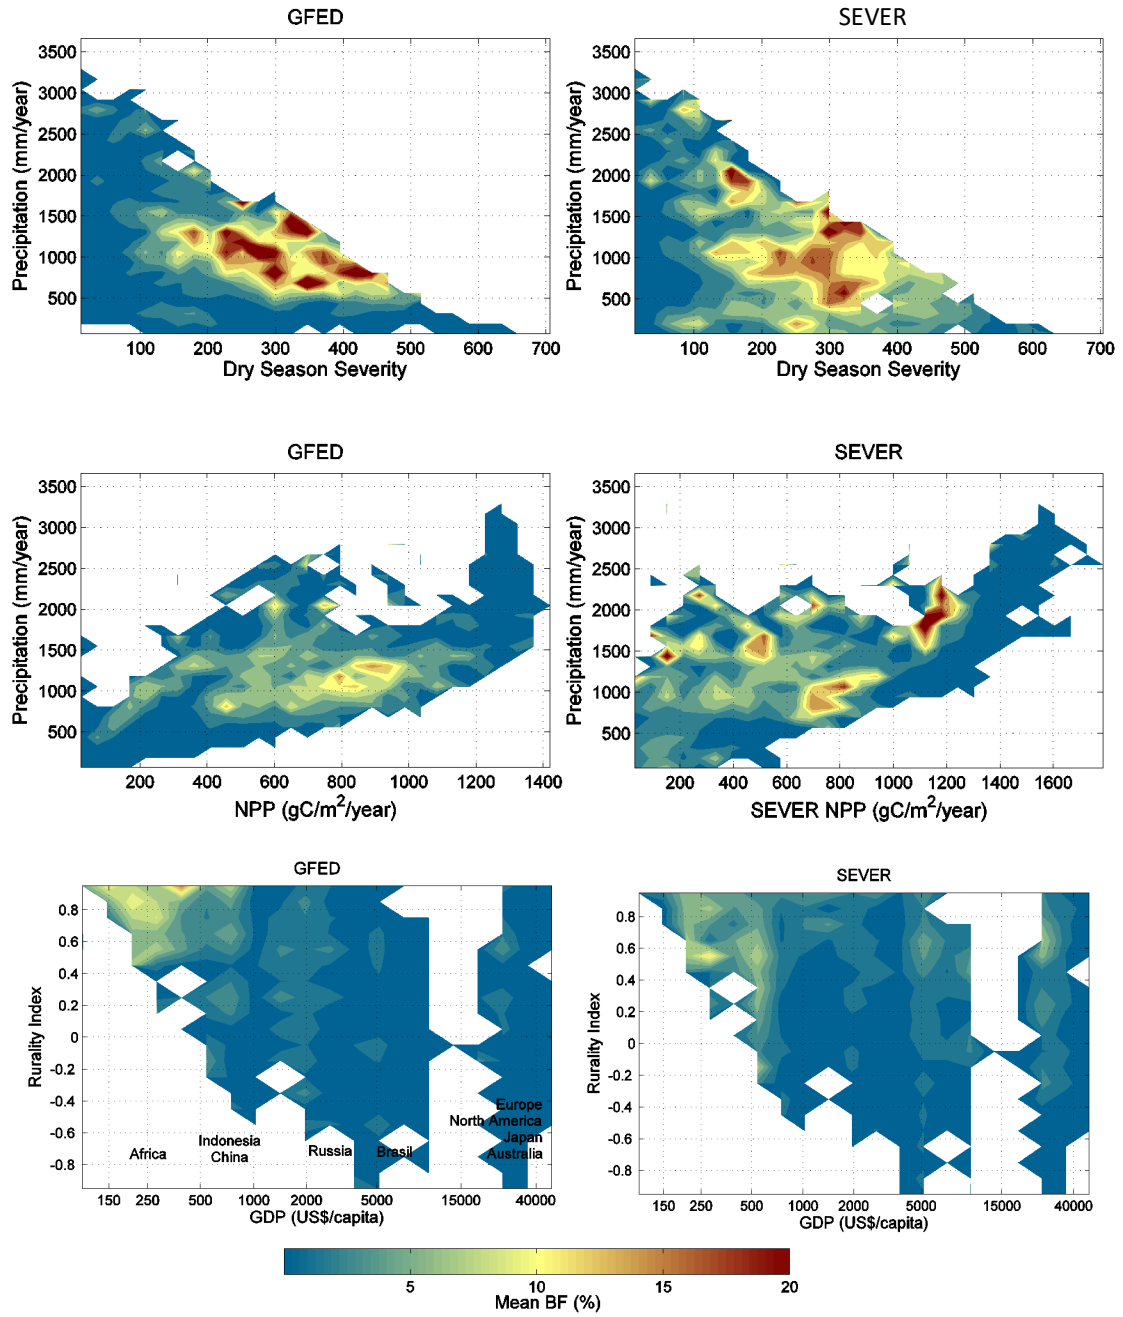 GFED
SEVER
3500
3000
2500
2000
1500
1000
500
Precipitation (mm/year)
100 200 300 400 500 600 700
Dry Season Severity
3500
3000
2500
2000
1500
1000
500
Precipitation (mm/year)
100 200 300 400 500 600 700
Dry Season Severity
GFED
SEVER
3500
3000
2500
2000
1500
1000
500
Precipitation (mm/year)
200 400 600 800 1000 1200 1400
NPP (gC/m²/year)
3500
3000
2500
2000
1500
1000
500
Precipitation (mm/year)
200 400 600 800 1000 1200 1400 1600
SEVER NPP (gC/m²/year)
GFED
SEVER
0.8
0.6
0.4
0.2
0
-0.2
-0.4
-0.6
-0.8
Rurality Index
Africa
Indonesia
China
Russia
Brasil
Europe
North America
Japan
Australia
150 250 500 1000 2000 5000 15000 40000
GDP (US$/capita)
0.8
0.6
0.4
0.2
0
-0.2
-0.4
-0.6
-0.8
Rurality Index
150 250 500 1000 2000 5000 15000 40000
GDP (US$/capita)
5 10 15 20
Mean BF (%)